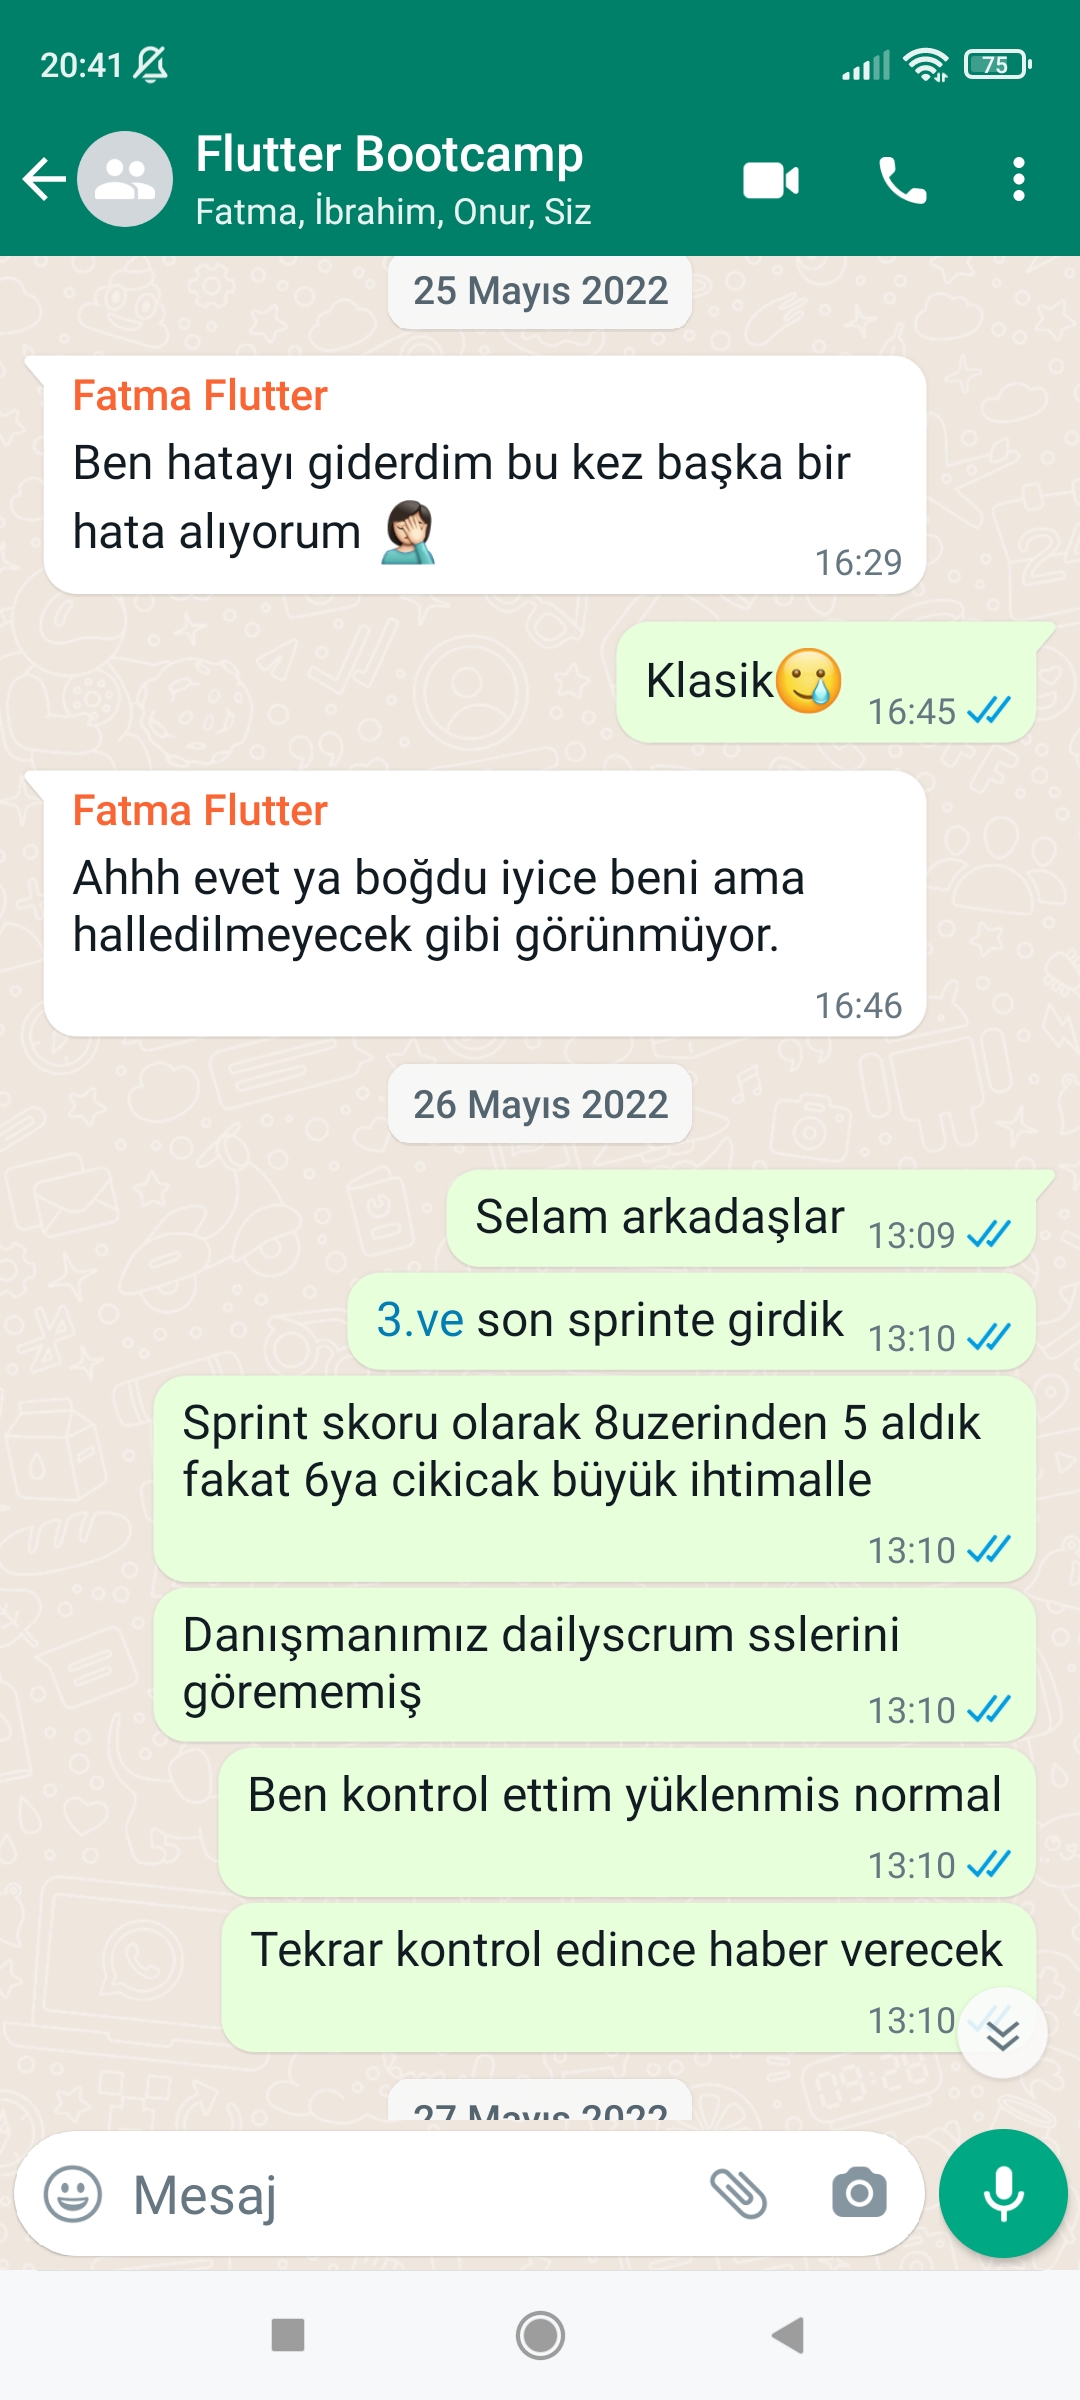 20:41
75
Flutter Bootcamp
Fatma, İbrahim, Onur, Siz
25 Mayıs 2022
Fatma Flutter
Ben hatayı giderdim bu kez başka bir
hata alıyorum 🤦🏻‍♀️
16:29
Klasik🥲
16:45
Fatma Flutter
Ahhh evet ya boğdu iyice beni ama
halledilmeyecek gibi görünmüyor.
16:46
26 Mayıs 2022
Selam arkadaşlar
13:09
3.ve son sprinte girdik
13:10
Sprint skoru olarak 8uzerinden 5 aldık
fakat 6ya cikicak büyük ihtimalle
13:10
Danışmanımız dailyscrum sslerini
görememiş
13:10
Ben kontrol ettim yüklenmis normal
13:10
Tekrar kontrol edince haber verecek
13:10
27 Mayıs 2022
Mesaj